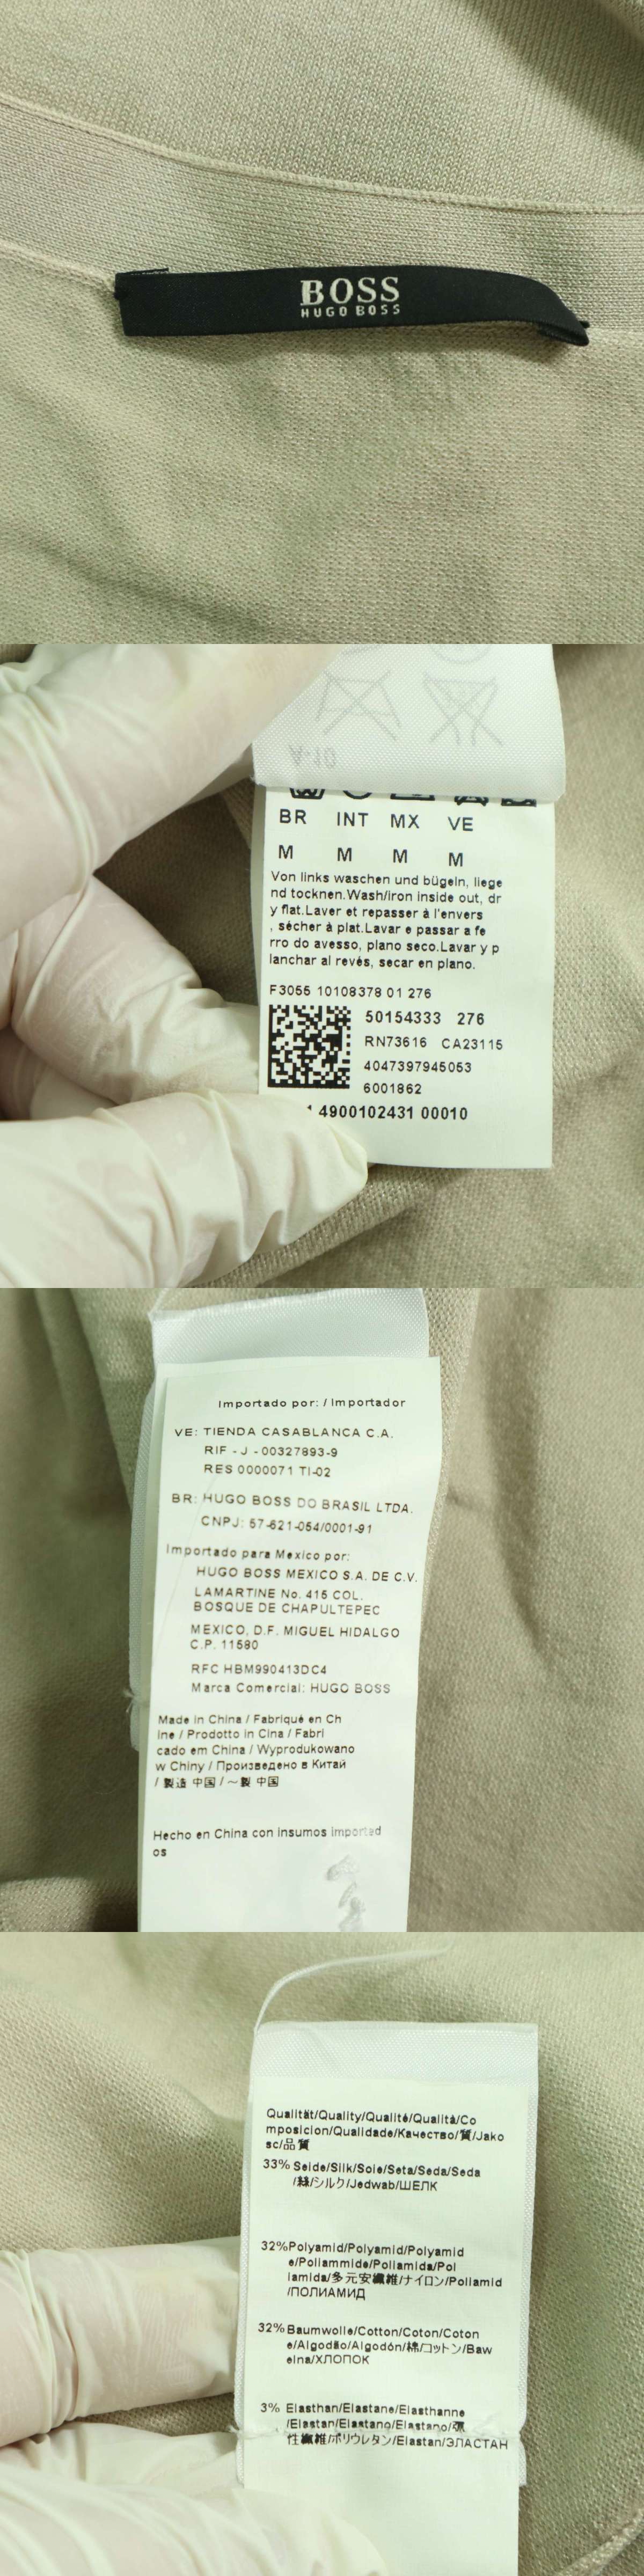 BOSS
HUGO BOSS
A-10
BR INT MX VE
M M M M
Von links waschen und bügeln, liege
nd tocknen.Wash/iron inside out, dr
y flat.Laver et repasser à l'envers
, sécher à plat.Lavar e passar a fe
rro do avesso, plano seco.Lavar y p
lanchar al revés, secar en plano.
F3055 10108378 01 276
50154333 276
RN73616 CA23115
4047397945053
6001862
4900102431 00010
Importado por: / Importador
VE: TIENDA CASABLANCA C.A.
RIF - J - 00327893-9
RES 0000071 TI-02
BR: HUGO BOSS DO BRASIL LTDA.
CNPJ: 57-621-054/0001-91
Importado para Mexico por:
HUGO BOSS MEXICO S.A. DE C.V.
LAMARTINE No. 415 COL.
BOSQUE DE CHAPULTEPEC
MEXICO, D.F. MIGUEL HIDALGO
C.P. 11580
RFC HBM990413DC4
Marca Comercial: HUGO BOSS
Made in China / Fabriqué en Ch
ine / Prodotto in Cina / Fabri
cado em China / Wyprodukowano
w Chiny / Произведено в Китай
/ 製造 中国 / ～製 中国
Hecho en China con insumos imported
os
Qualität/Quality/Qualité/Qualità/Co
mposicion/Qualidade/Качество/質/Jako
sc/品質
33% Seide/Silk/Soie/Seta/Seda/Seda
/絲/シルク/Jedwab/ШЕЛК
32%Polyamid/Polyamid/Polyamid
e/Poliammide/Poliamida/Pol
iamida/多元安纖維/ナイロン/Poliamid
/ПОЛИАМИД
32%Baumwolle/Cotton/Coton/Coton
e/Algodão/Algodón/棉/コットン/Baw
elna/ХЛОПОК
3% Elasthan/Elastane/Elasthanne
/Elastan/Elastano/Elastano/彈
性纖維/ポリウレタン/Elastan/ЭЛАСТАН